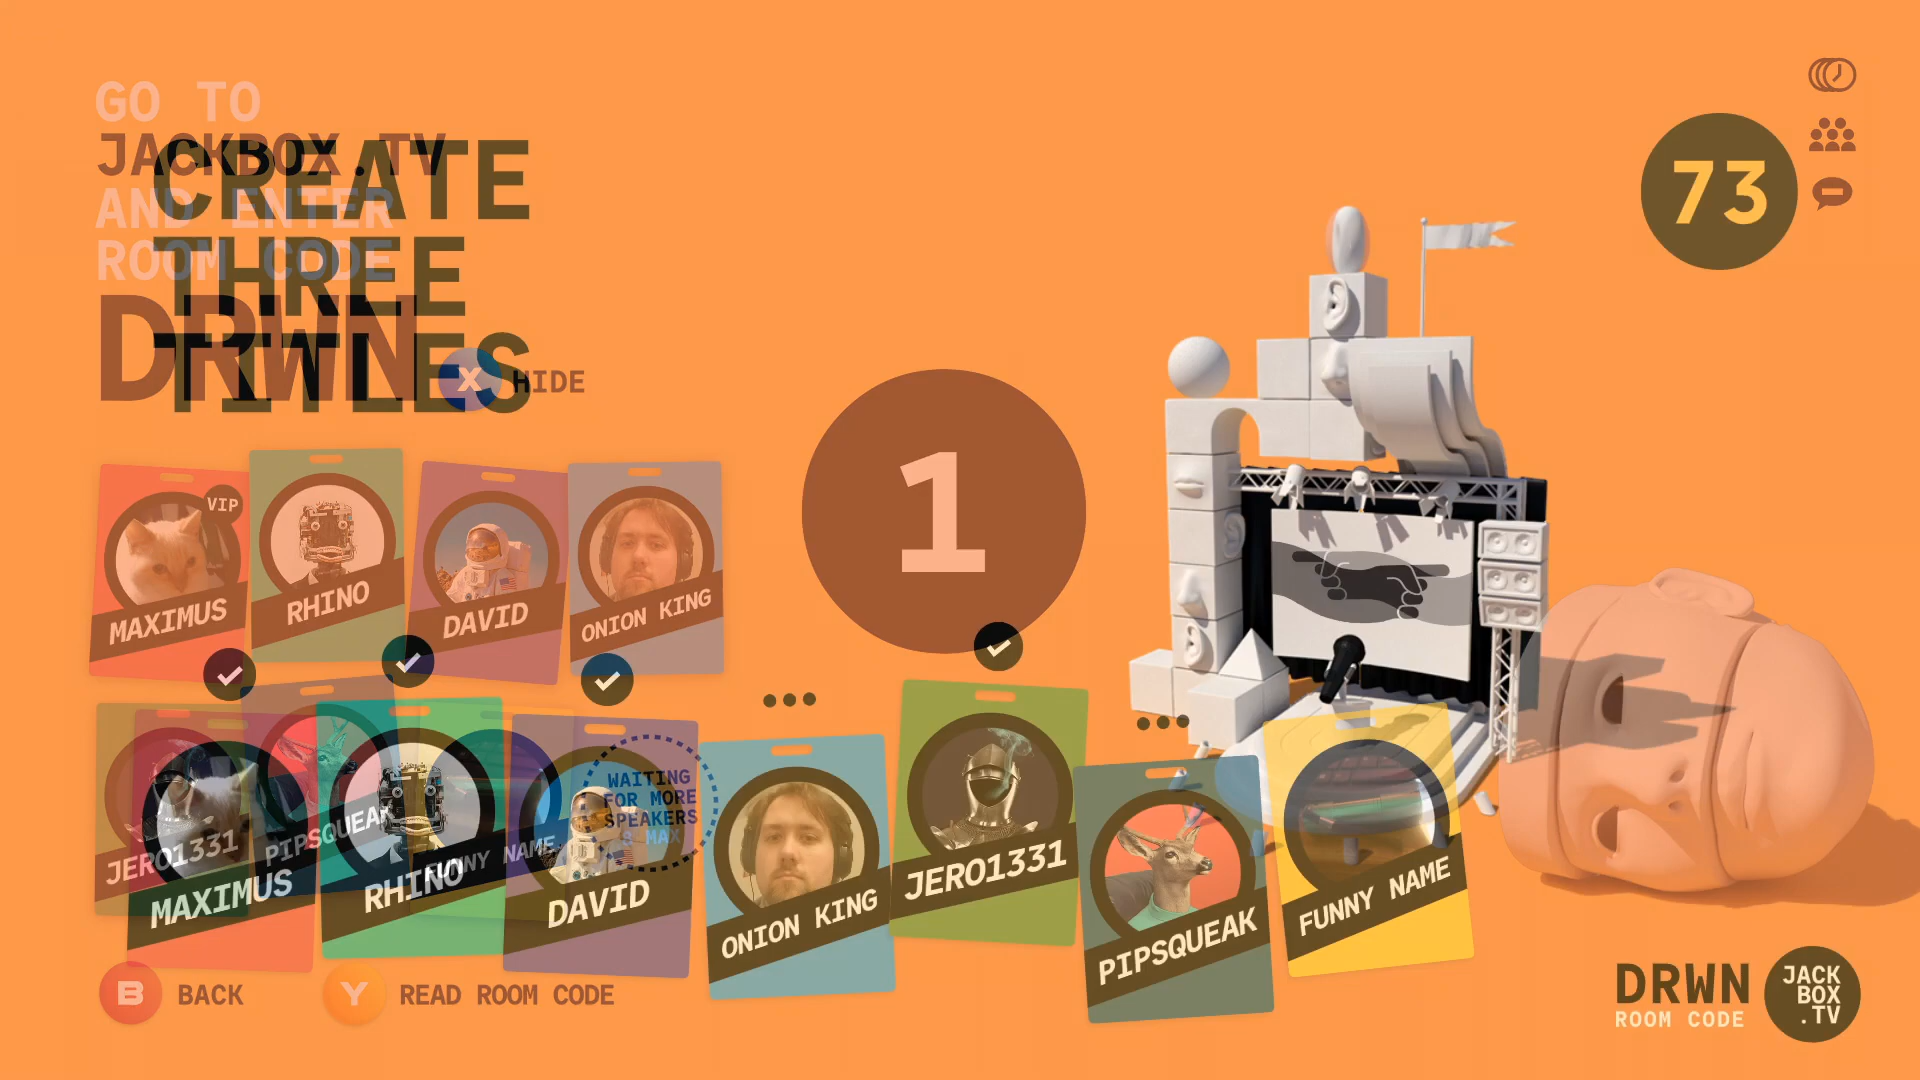 GO TO
JACKBOX.TV
AND ENTER
ROOM CODE
DRWN
X HIDE
CREATE
THREE
TITLES
73
1
VIP
MAXIMUS
RHINO
DAVID
ONION KING
JERO1331
PIPSQUEAK
FUNNY NAME
WAITING
FOR MORE
SPEAKERS
8 MAX
MAXIMUS
RHINO
DAVID
ONION KING
JERO1331
PIPSQUEAK
FUNNY NAME
B BACK
Y READ ROOM CODE
DRWN
ROOM CODE
JACK
BOX
.TV